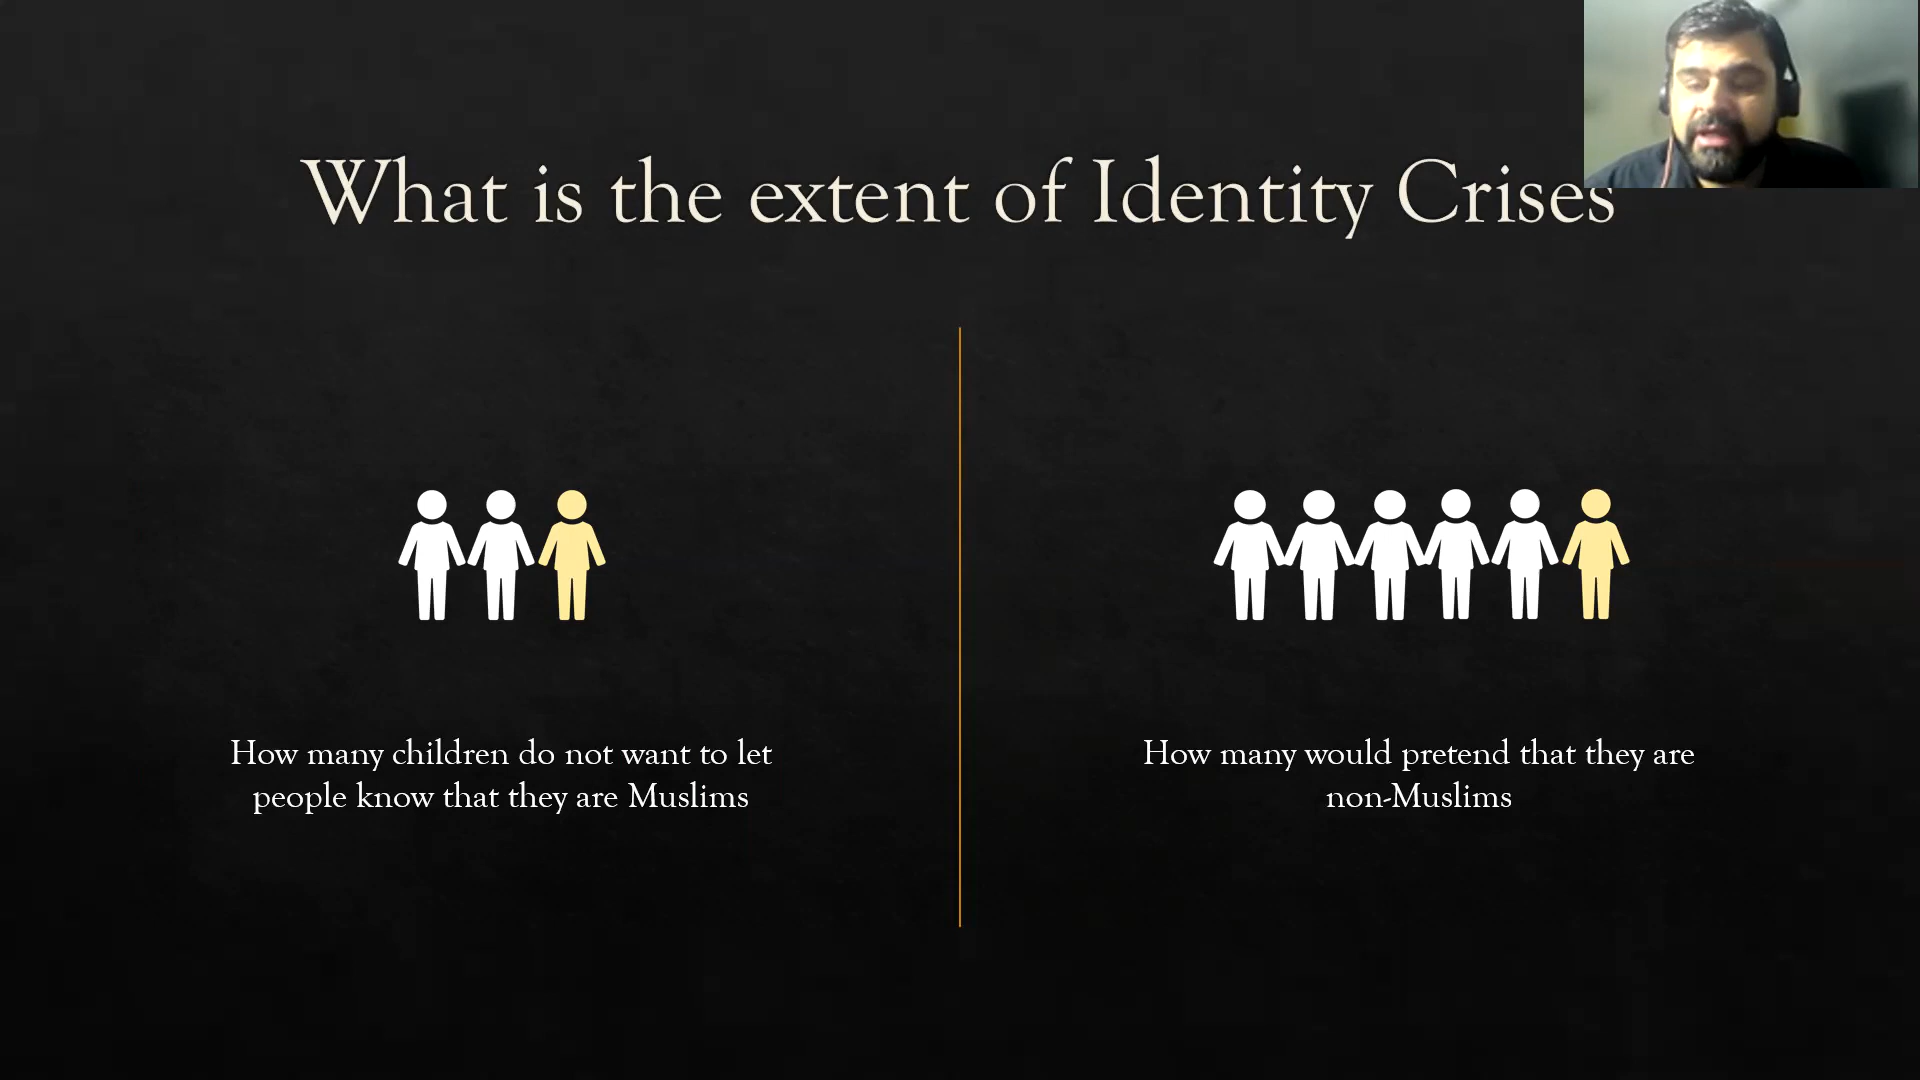 What is the extent of Identity Crises
How many children do not want to let
people know that they are Muslims
How many would pretend that they are
non-Muslims